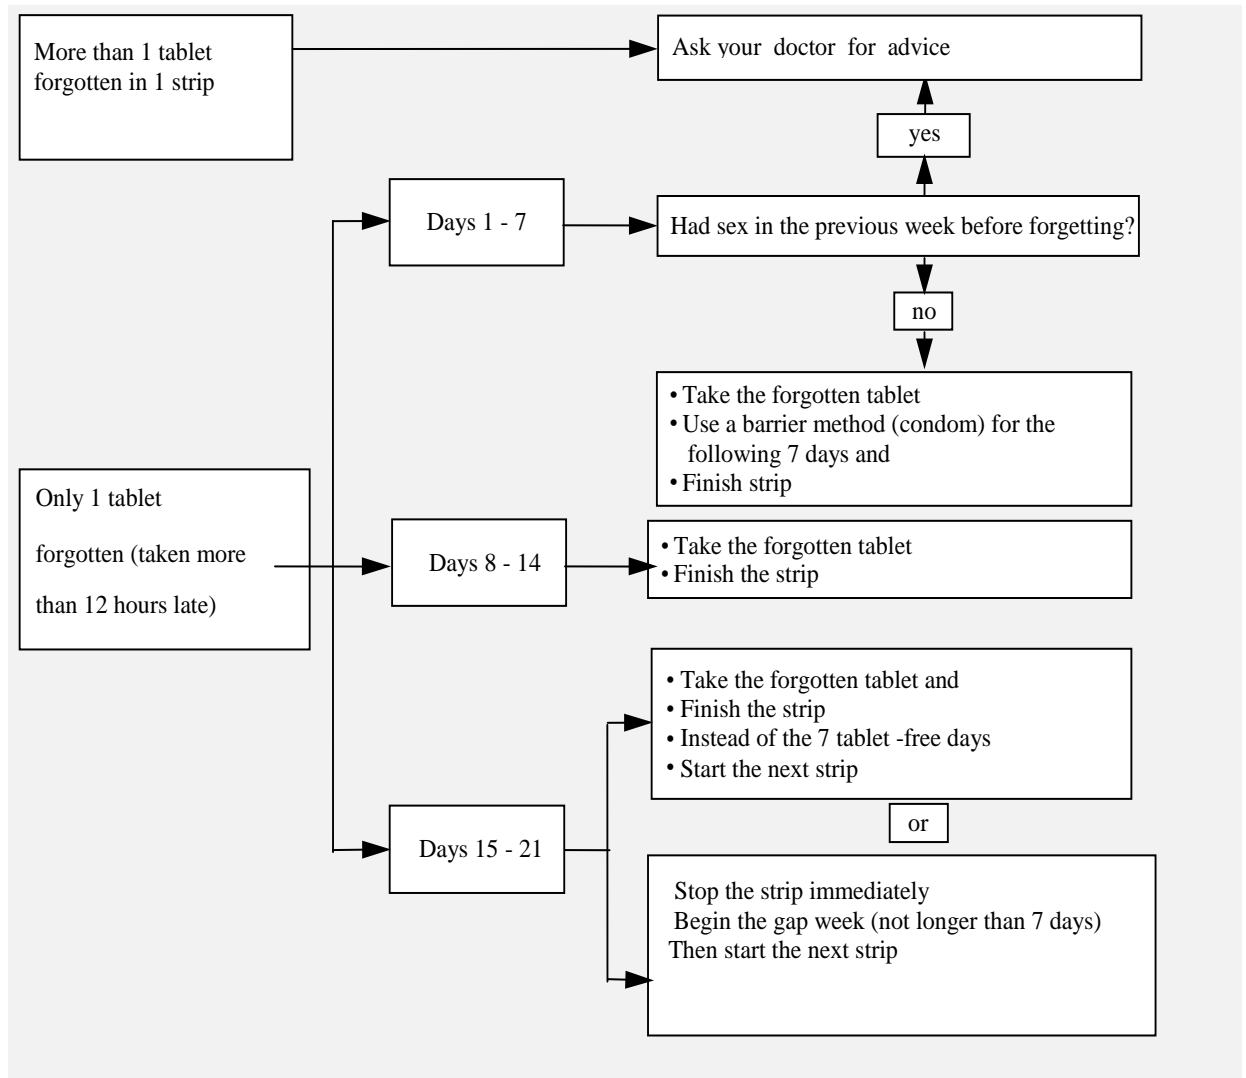 More than 1 tablet
forgotten in 1 strip
Ask your doctor for advice
yes
Days 1 - 7
Had sex in the previous week before forgetting?
no
• Take the forgotten tablet
• Use a barrier method (condom) for the
following 7 days and
• Finish strip
Only 1 tablet
forgotten (taken more
than 12 hours late)
Days 8 - 14
• Take the forgotten tablet
• Finish the strip
• Take the forgotten tablet and
• Finish the strip
• Instead of the 7 tablet -free days
• Start the next strip
or
Days 15 - 21
Stop the strip immediately
Begin the gap week (not longer than 7 days)
Then start the next strip